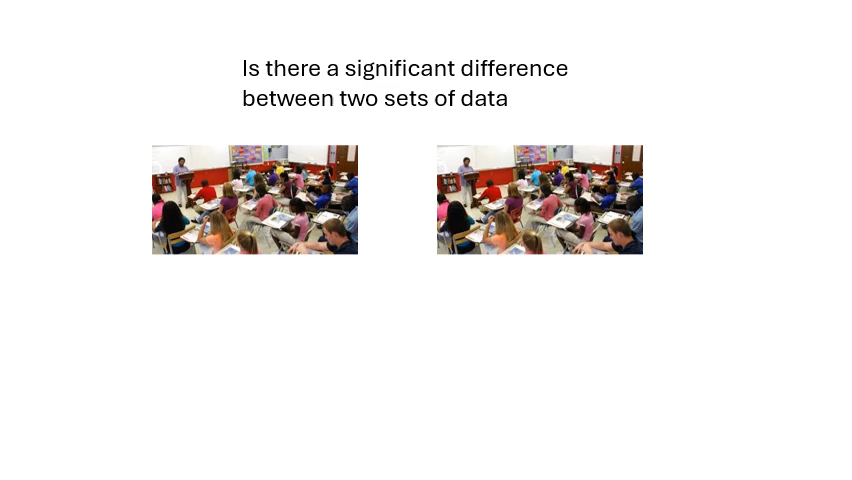 Is there a significant difference
between two sets of data